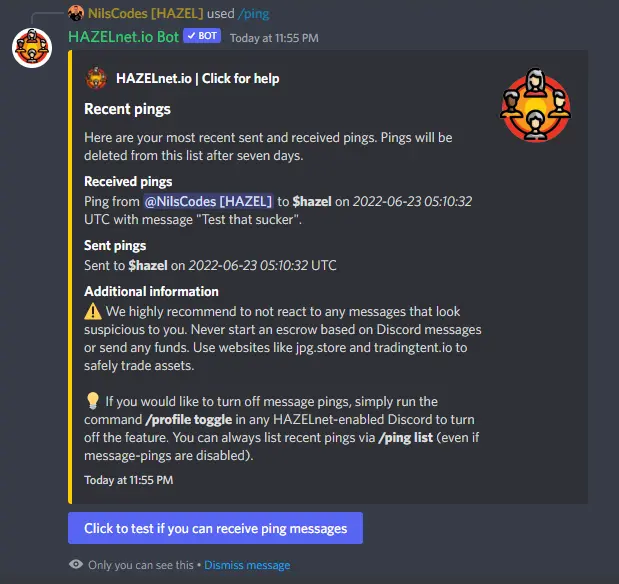 NilsCodes [HAZEL] used /ping
HAZELnet.io Bot ✓ BOT Today at 11:55 PM
HAZELnet.io | Click for help
Recent pings
Here are your most recent sent and received pings. Pings will
be deleted from this list after seven days.
Received pings
Ping from @NilsCodes [HAZEL] to $hazel on 2022-06-23 05:10:32
UTC with message "Test that sucker".
Sent pings
Sent to $hazel on 2022-06-23 05:10:32 UTC
Additional information
⚠️ We highly recommend to not react to any messages that look
suspicious to you. Never start an escrow based on Discord messages
or send any funds. Use websites like jpg.store and tradingtent.io to
safely trade assets.
💡 If you would like to turn off message pings, simply run the
command /profile toggle in any HAZELnet-enabled Discord to turn
off the feature. You can always list recent pings via /ping list (even if
message-pings are disabled).
Today at 11:55 PM
Click to test if you can receive ping messages
Only you can see this • Dismiss message